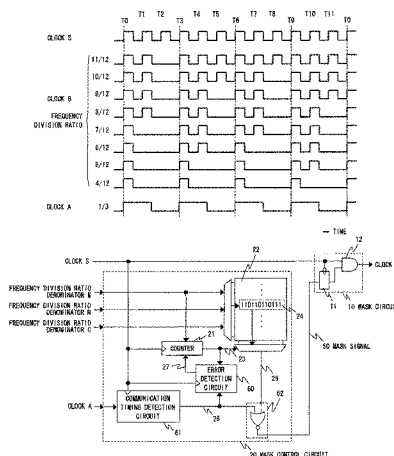 T0 T1 T2 T3 T4 T5 T6 T7 T8 T9 T10 T11 T0
CLOCK S
11/12
10/12
CLOCK B 9/12
FREQUENCY DIVISION RATIO
8/12
7/12
6/12
5/12
4/12
CLOCK A 1/3
TIME
CLOCK S
12
CLOCK
22
FREQUENCY DIVISION RATIO DENOMINATOR M
14
10 MASK CIRCUIT
110110110111
24
FREQUENCY DIVISION RATIO DENOMINATOR N
21
FREQUENCY DIVISION RATIO DENOMINATOR C
50 MASK SIGNAL
COUNTER
23
29
27
ERROR DETECTION CIRCUIT
60
62
CLOCK A
COMMUNICATION TIMING DETECTION CIRCUIT
26
61
20 MASK CONTROL CIRCUIT